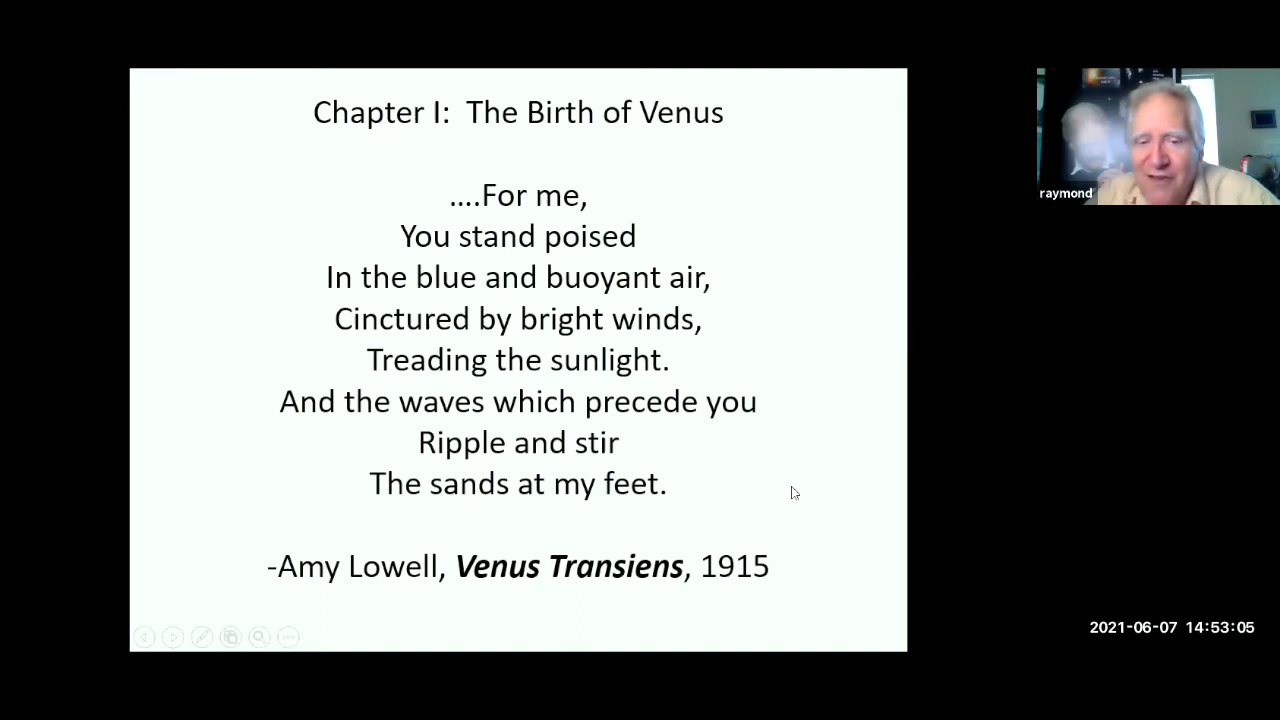 Chapter I:  The Birth of Venus
....For me,
You stand poised
In the blue and buoyant air,
Cinctured by bright winds,
Treading the sunlight.
And the waves which precede you
Ripple and stir
The sands at my feet.
-Amy Lowell, Venus Transiens, 1915
raymond
2021-06-07 14:53:05